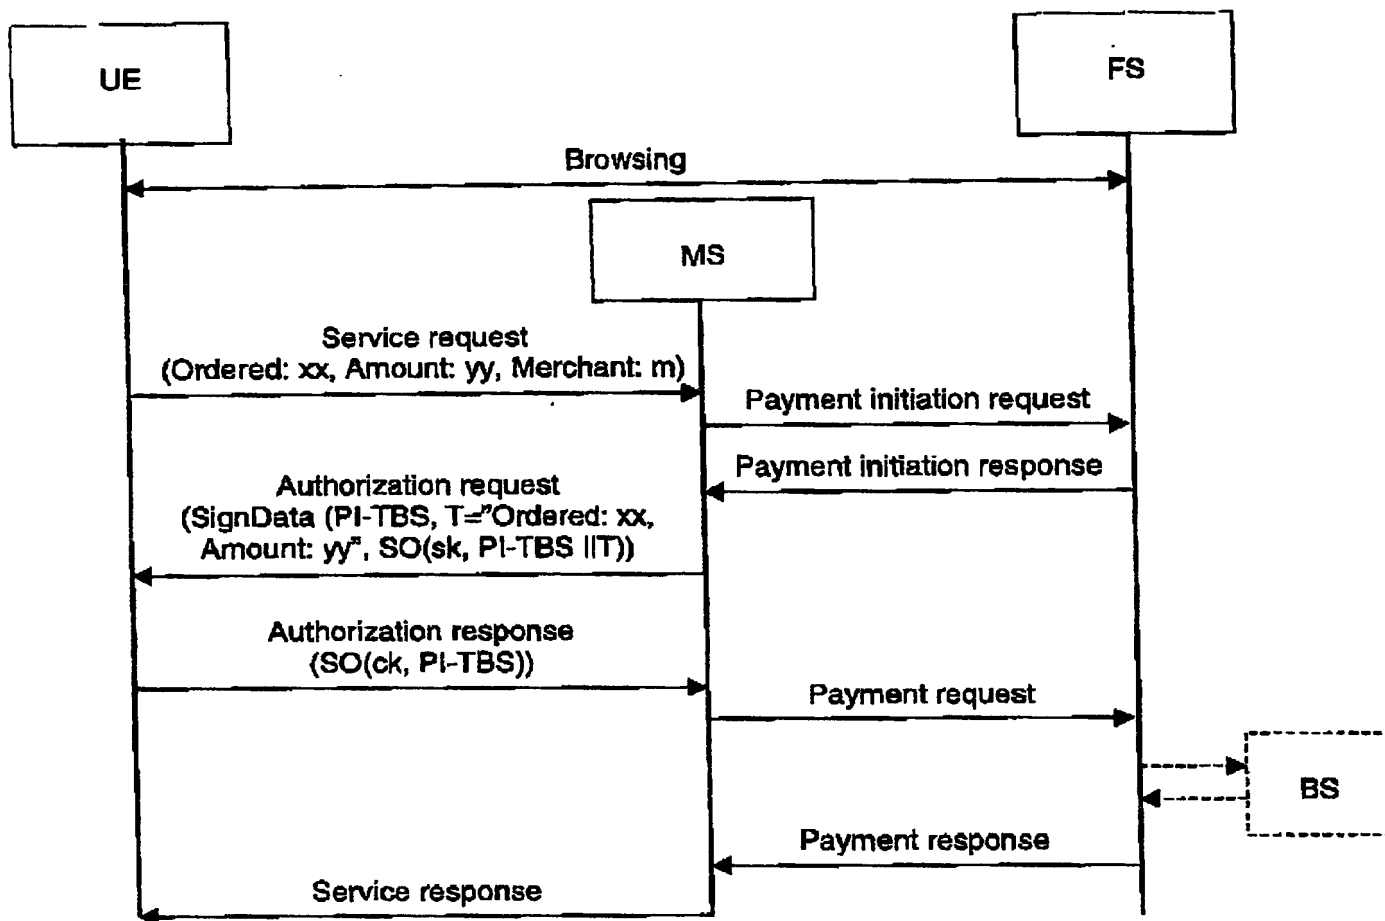 UE
FS
Browsing
MS
Service request
(Ordered: xx, Amount: yy, Merchant: m)
Payment initiation request
Payment initiation response
Authorization request
(SignData (PI-TBS, T="Ordered: xx,
Amount: yy", SO(sk, PI-TBS ||T))
Authorization response
(SO(ck, PI-TBS))
Payment request
BS
Payment response
Service response